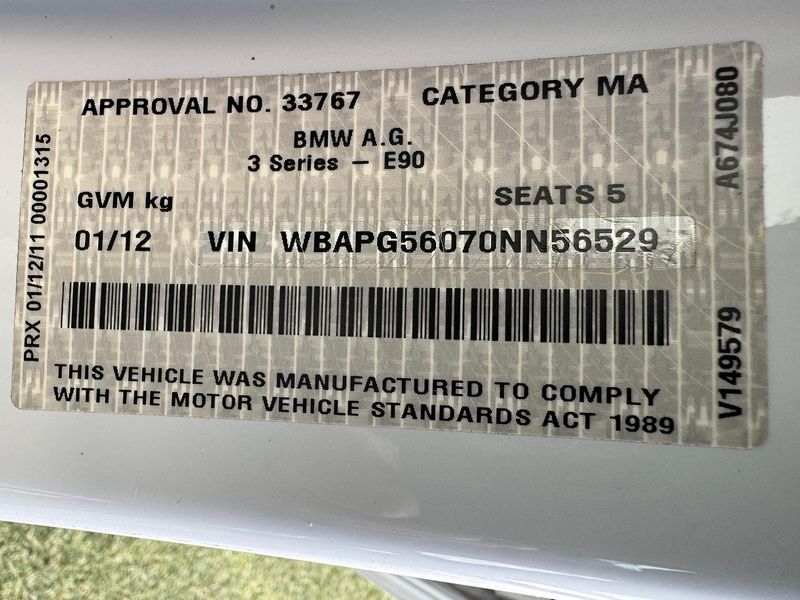 APPROVAL NO. 33767 CATEGORY MA
BMW A.G.
3 Series – E90
GVM kg SEATS 5
01/12 VIN WBAPG56070NN56529
THIS VEHICLE WAS MANUFACTURED TO COMPLY
WITH THE MOTOR VEHICLE STANDARDS ACT 1989
PRX 01/12/11 00001315
V149579 A674J080